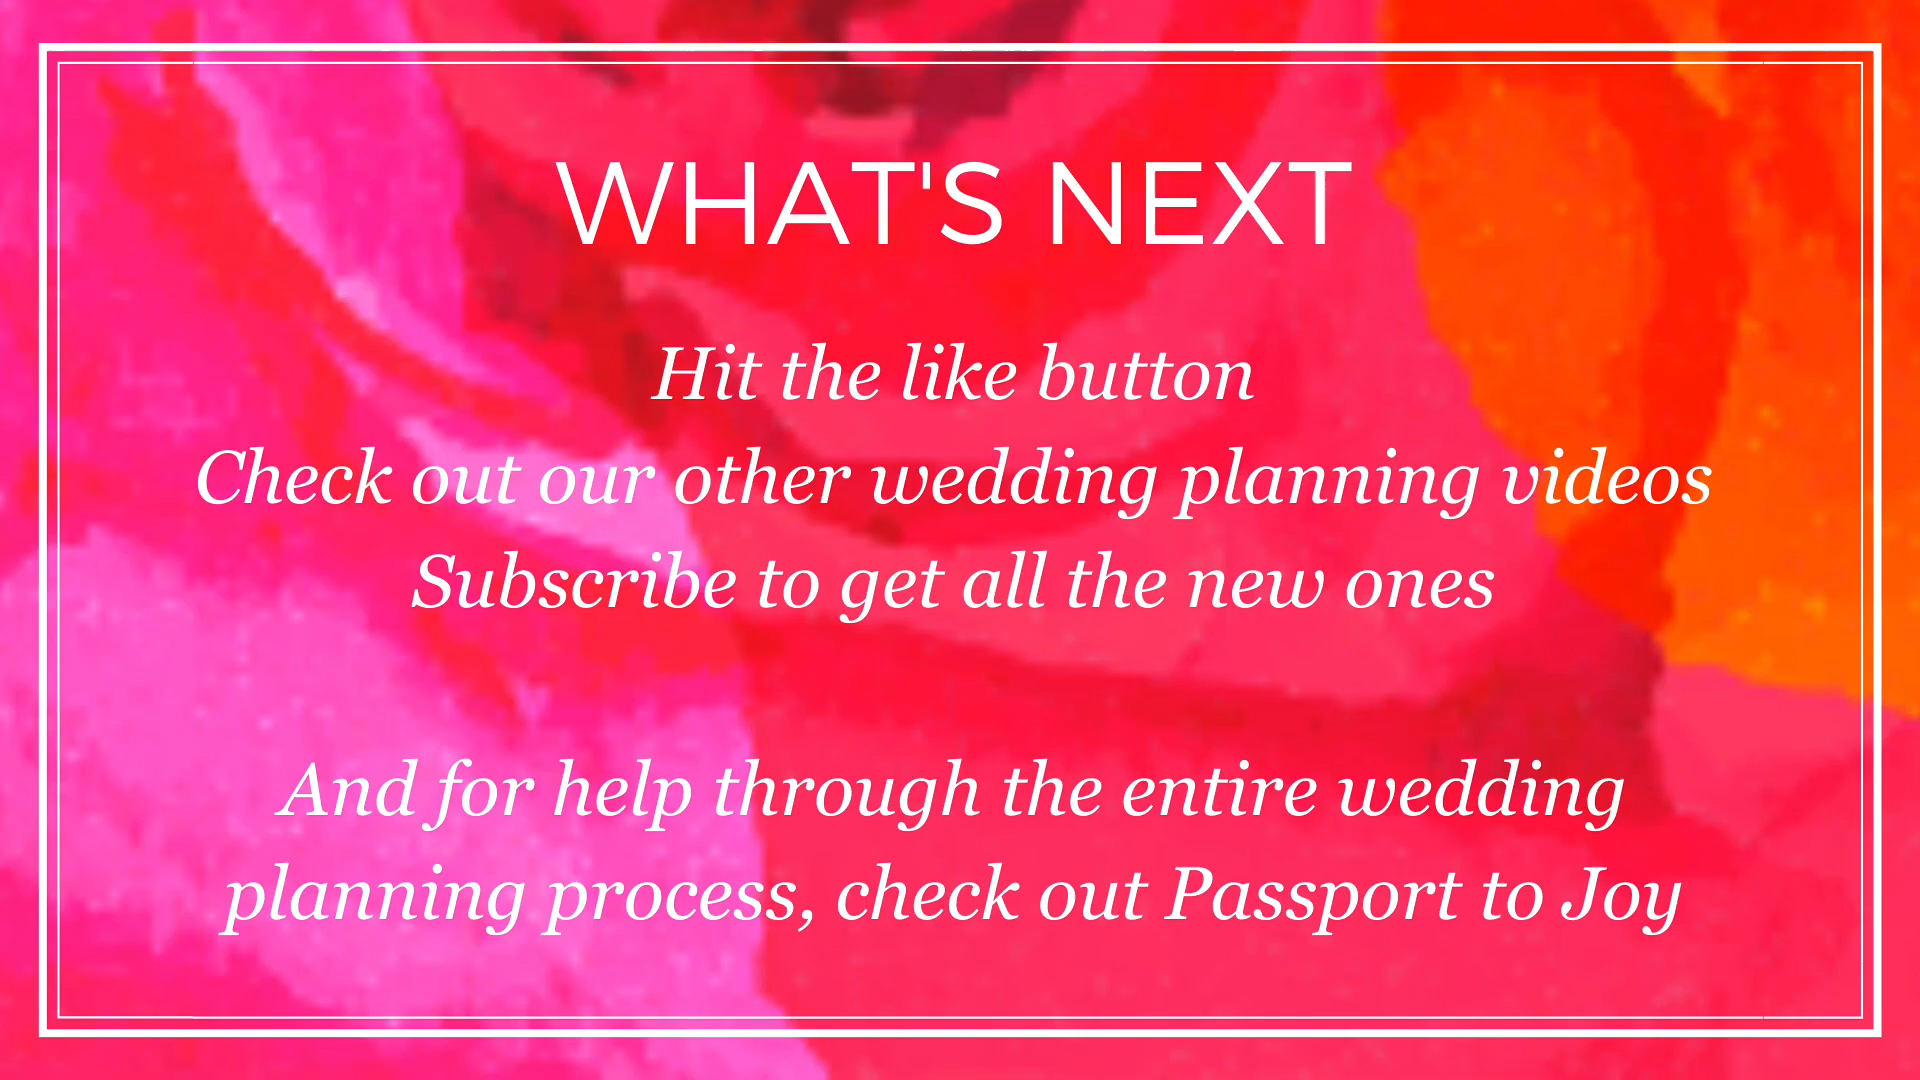 WHAT'S NEXT
Hit the like button
Check out our other wedding planning videos
Subscribe to get all the new ones
And for help through the entire wedding
planning process, check out Passport to Joy